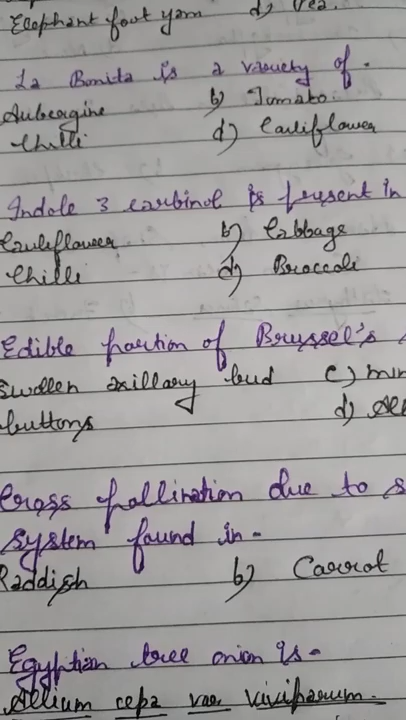 Elephant foot yam d) Pea.
La Bonita is a variety of -
Aubergine b) Tomato.
Chilli d) Cauliflower
Indole 3 carbinol is present in
Cauliflower b) Cabbage
Chilli d) Broccoli
Edible portion of Brussel's
Swollen axillary bud c) min
buttons d) All
Cross pollination due to s
system found in -
Raddish b) Carrot
Egyptian tree onion is -
Allium cepa var viviparum.